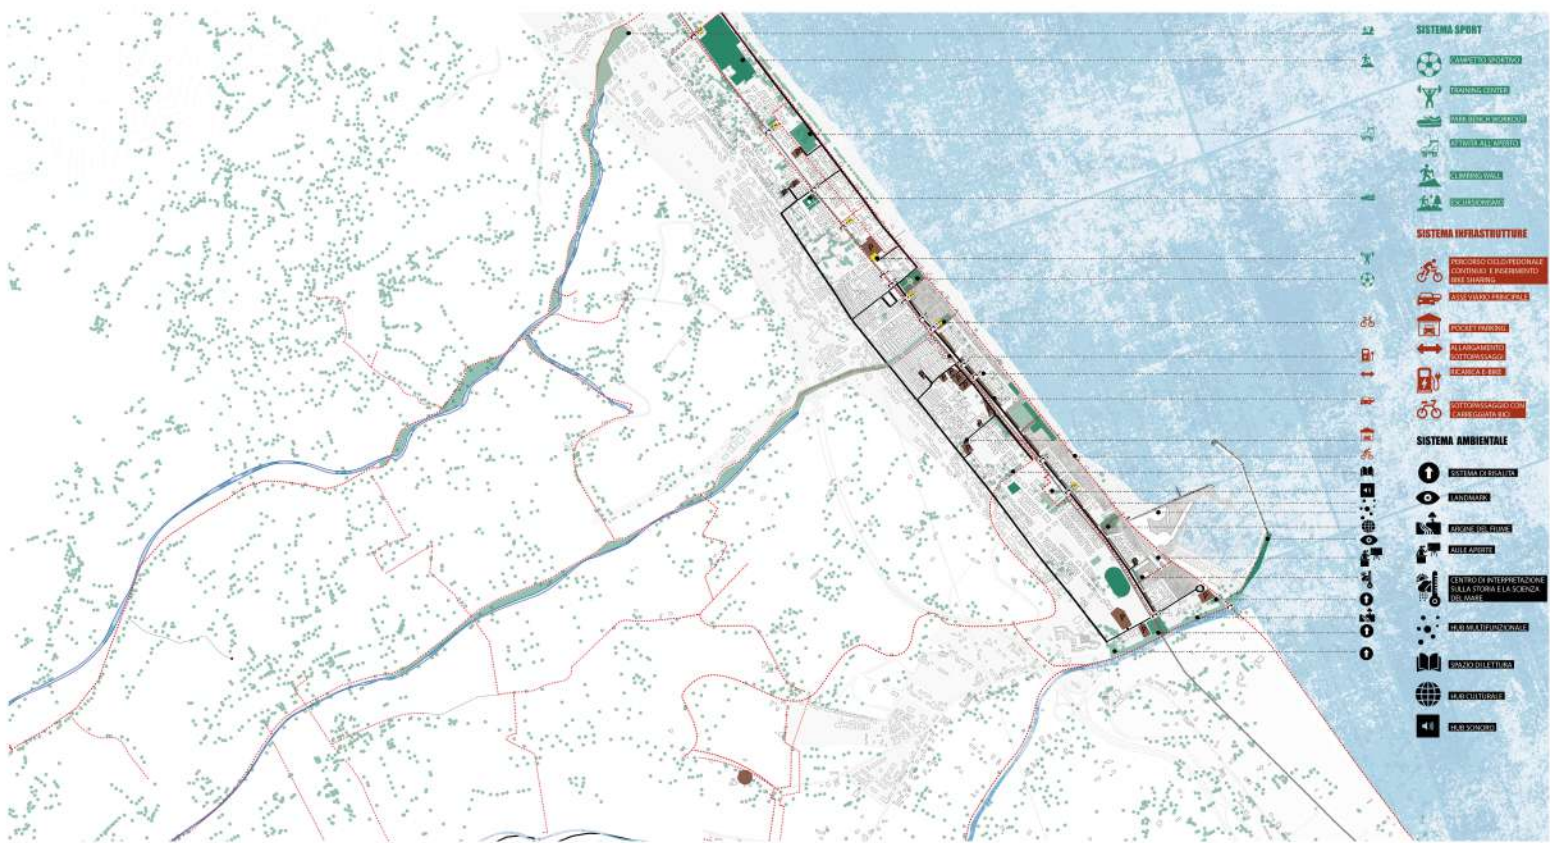 SISTEMA SPORT
CAMPETTO SPORTIVO
TRAINING CENTER
PARK BENCH WORKOUT
ATTIVITÀ ALL'APERTO
CLIMBING WALL
ESCURSIONISMO
SISTEMA INFRASTRUTTURE
PERCORSO CICLO/PEDONALE
CONTINUO E INSERIMENTO
BIKE SHARING
ASSE VIARIO PRINCIPALE
POCKET PARKING
ALLARGAMENTO
SOTTOPASSAGGI
RICARICA E-BIKE
SOTTOPASSAGGIO CON
CARREGGIATA BICI
SISTEMA AMBIENTALE
SISTEMA DI RISALITA
LANDMARK
ARGINE DEL FIUME
AULE APERTE
CENTRO DI INTERPRETAZIONE
SULLA STORIA E LA SCIENZA
DEL MARE
HUB MULTIFUNZIONALE
SPAZIO DI LETTURA
HUB CULTURALE
HUB SONORO